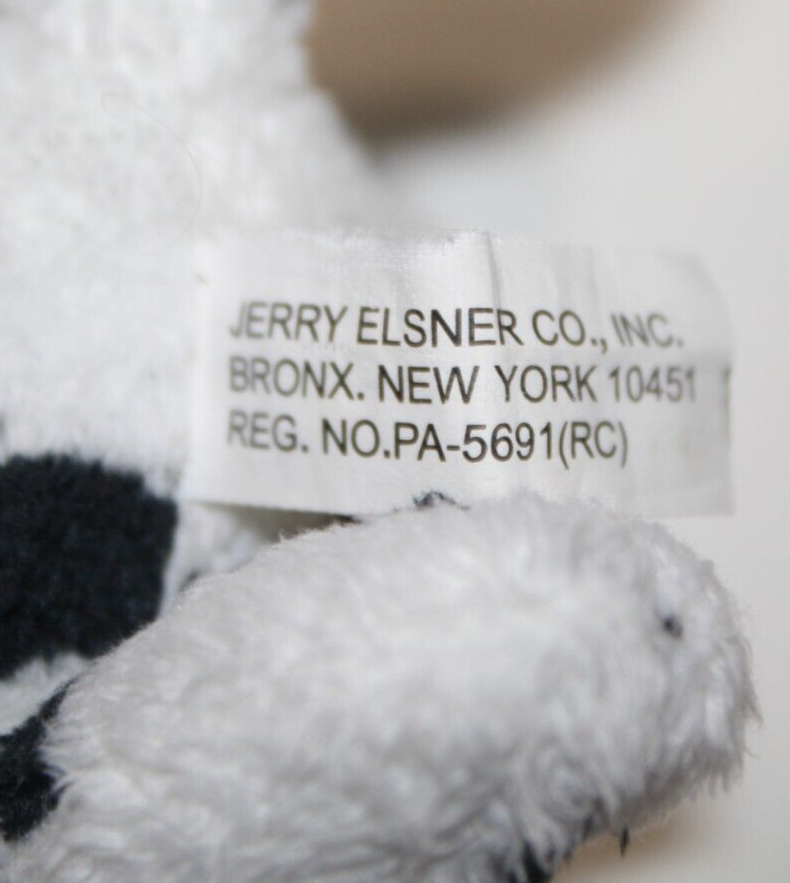 JERRY ELSNER CO., INC.
BRONX. NEW YORK 10451
REG. NO.PA-5691(RC)